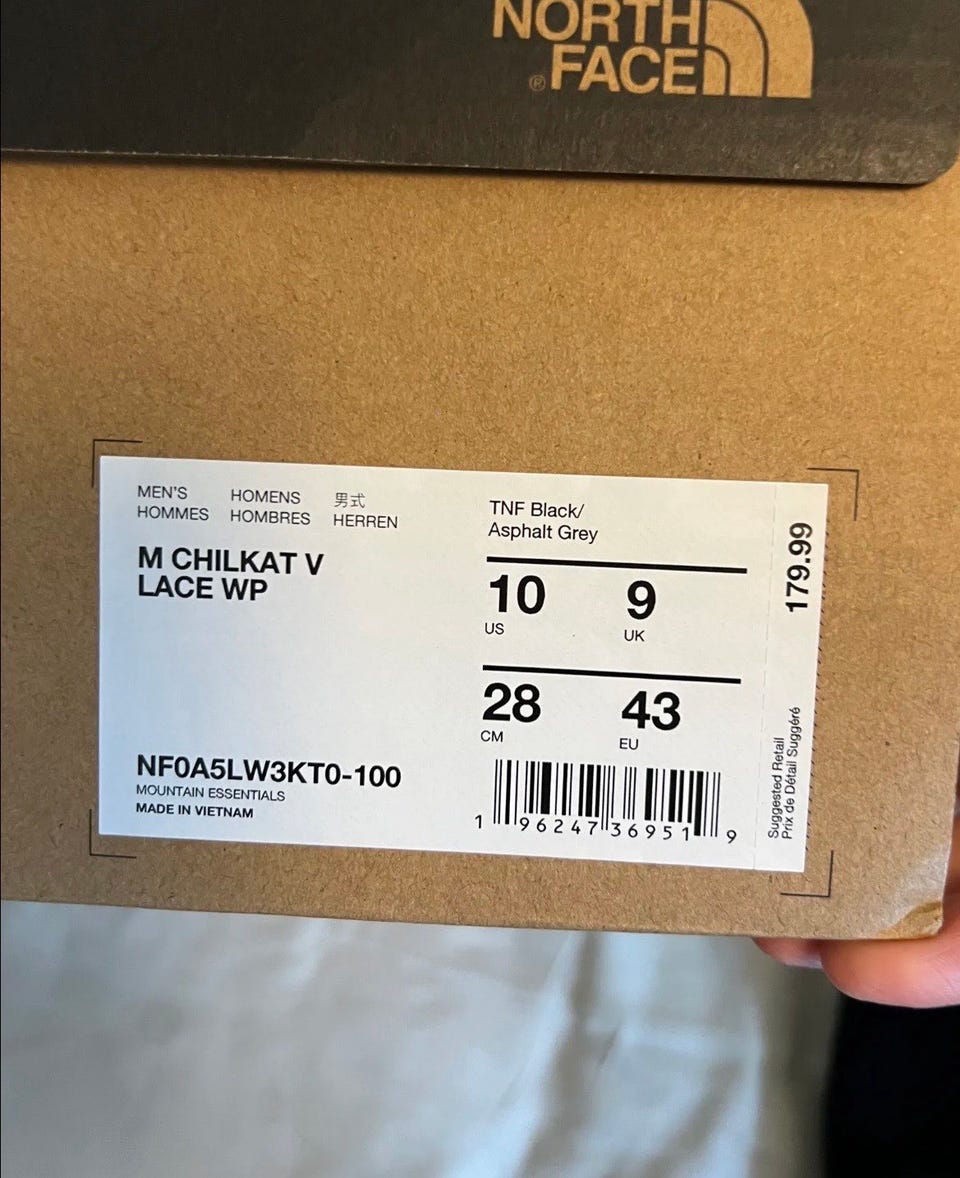 NORTH
® FACE
MEN'S HOMENS 男式
HOMMES HOMBRES HERREN
M CHILKAT V
LACE WP
NF0A5LW3KT0-100
MOUNTAIN ESSENTIALS
MADE IN VIETNAM
TNF Black/
Asphalt Grey
10 9
US UK
28 43
CM EU
1 96247 36951 9
179.99
Suggested Retail
Prix de Détail Suggéré